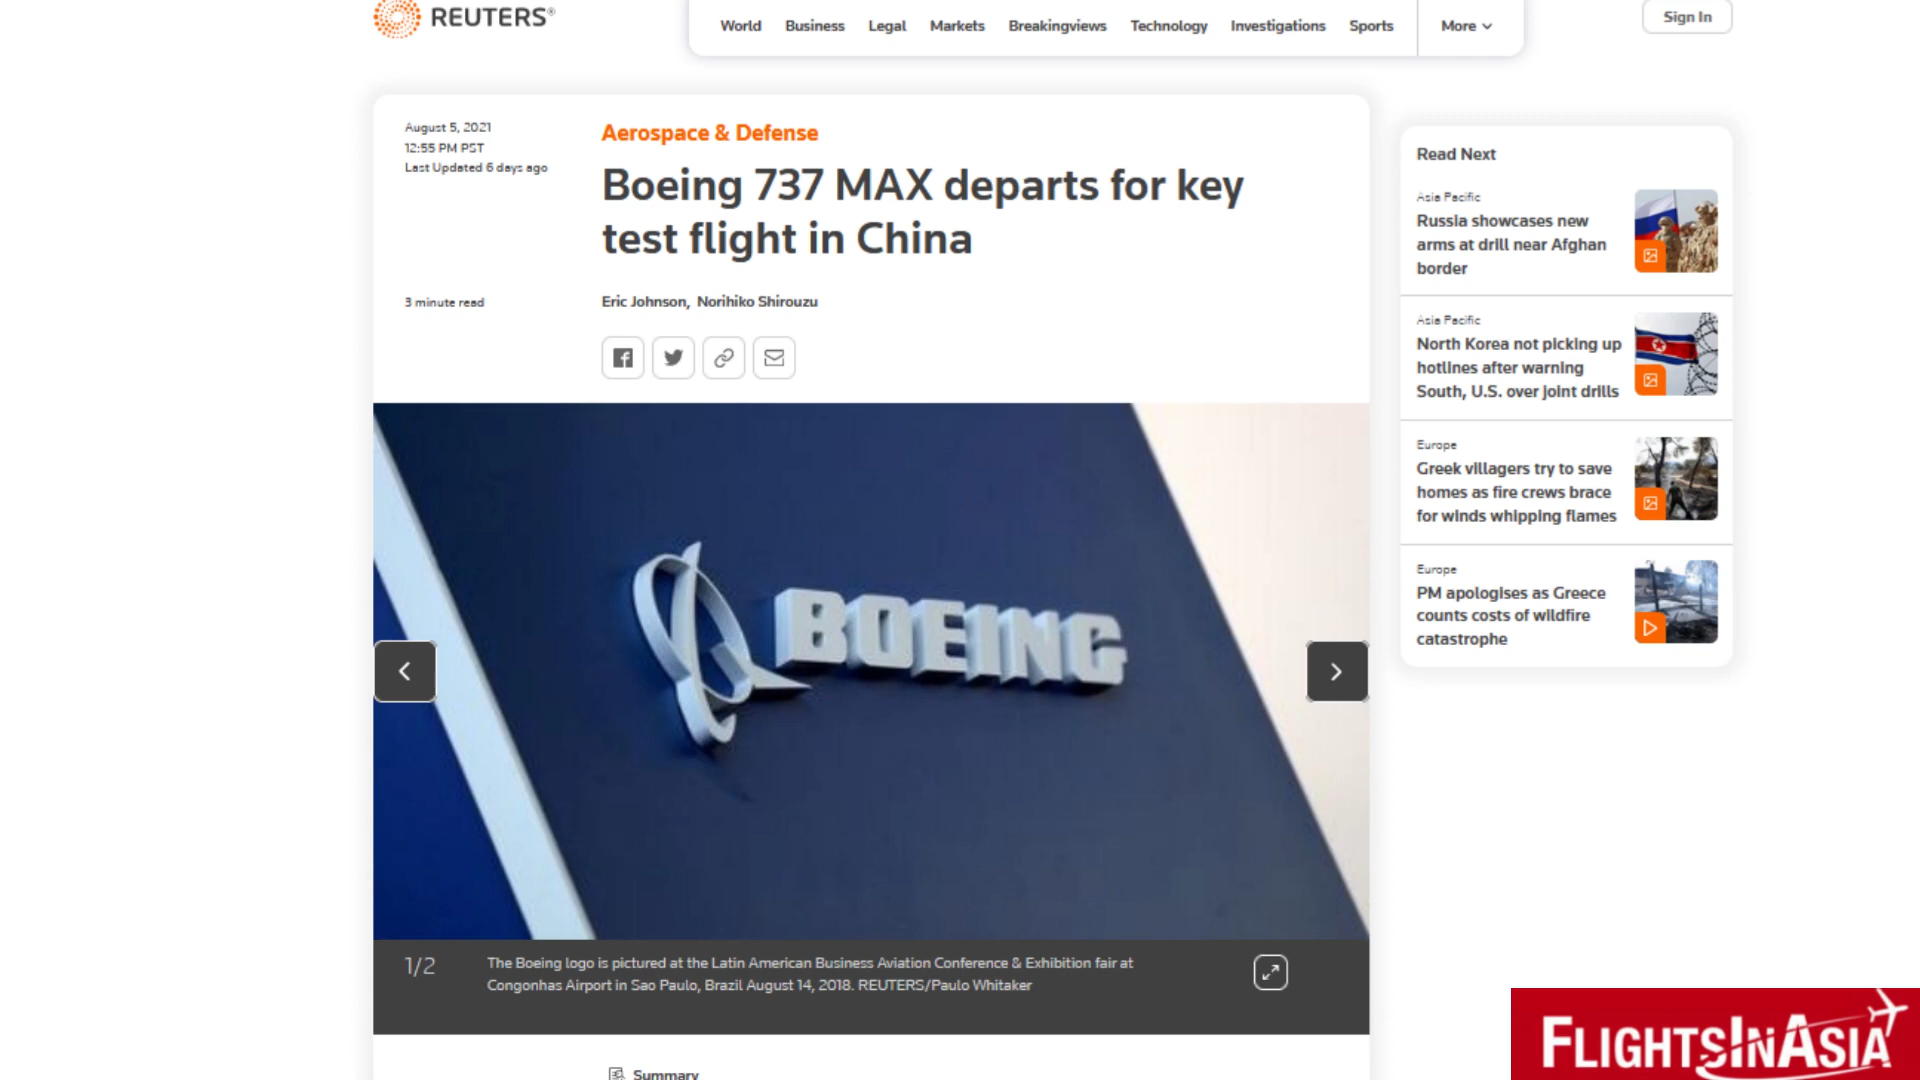 REUTERS®
World Business Legal Markets Breakingviews Technology Investigations Sports More
Sign In
August 5, 2021
12:55 PM PST
Last Updated 6 days ago
Aerospace & Defense
Boeing 737 MAX departs for key
test flight in China
3 minute read
Eric Johnson, Norihiko Shirouzu
BOEING
1/2
The Boeing logo is pictured at the Latin American Business Aviation Conference & Exhibition fair at
Congonhas Airport in Sao Paulo, Brazil August 14, 2018. REUTERS/Paulo Whitaker
Summary
Read Next
Asia Pacific
Russia showcases new
arms at drill near Afghan
border
Asia Pacific
North Korea not picking up
hotlines after warning
South, U.S. over joint drills
Europe
Greek villagers try to save
homes as fire crews brace
for winds whipping flames
Europe
PM apologises as Greece
counts costs of wildfire
catastrophe
FLIGHTSINASIA